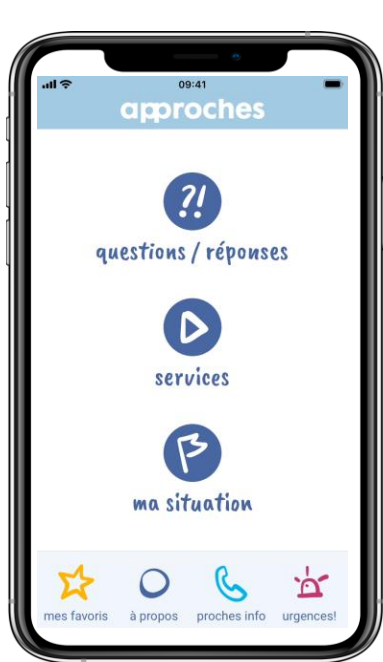 09:41
approches
?!
questions / réponses
services
ma situation
mes favoris à propos proches info urgences!